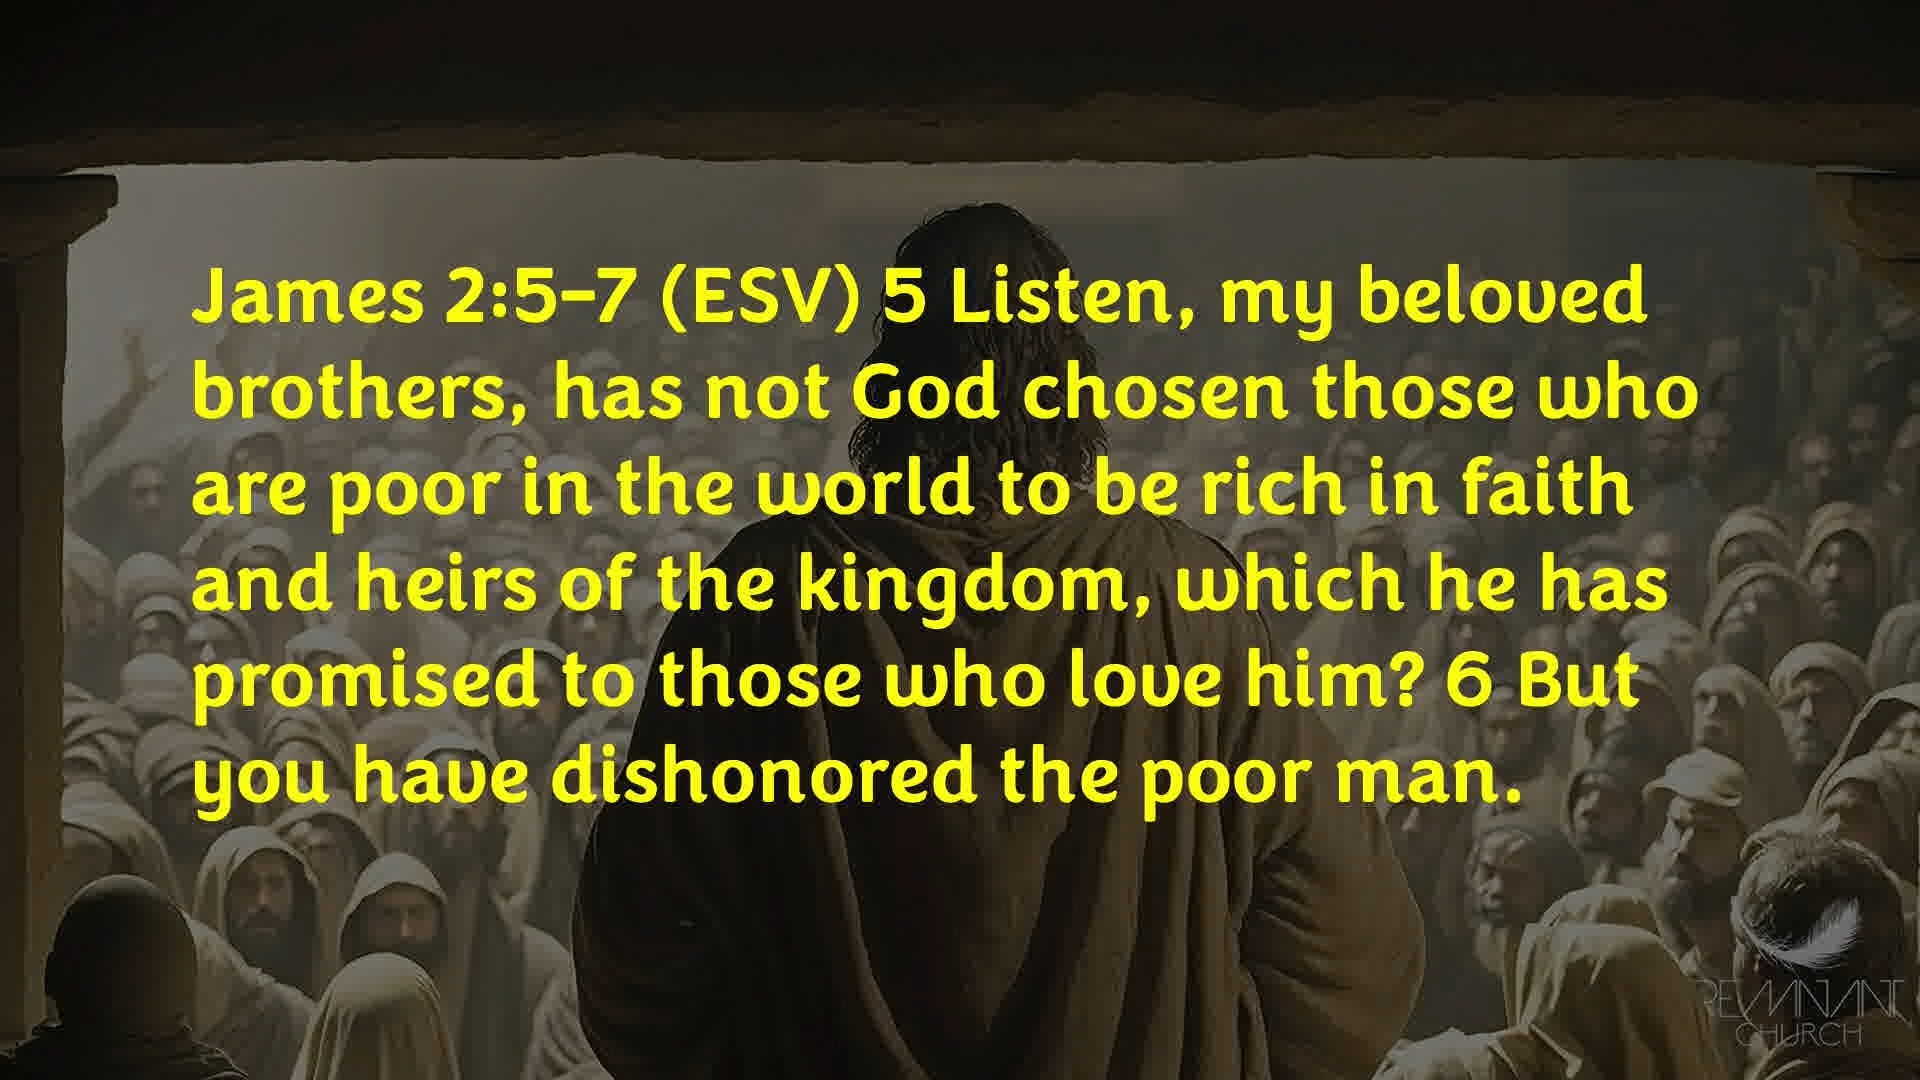 James 2:5-7 (ESV) 5 Listen, my beloved
brothers, has not God chosen those who
are poor in the world to be rich in faith
and heirs of the kingdom, which he has
promised to those who love him? 6 But
you have dishonored the poor man.
REMNANT
CHURCH